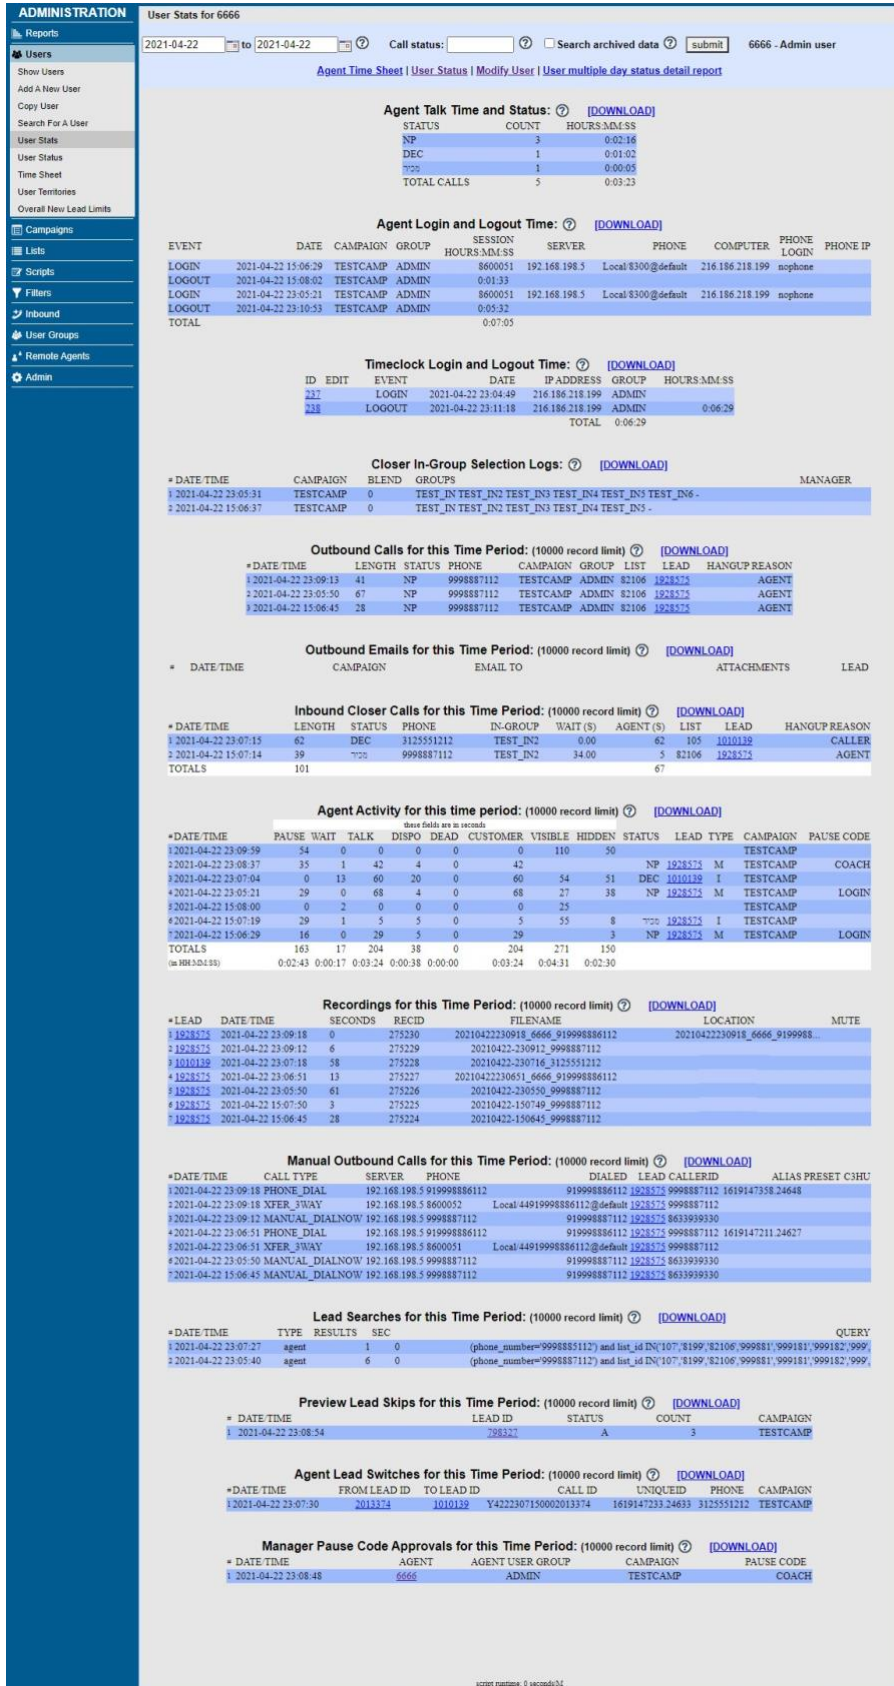 ADMINISTRATION
Reports
Users
Show Users
Add A New User
Copy User
Search For A User
User Stats
User Status
Time Sheet
User Territories
Overall New Lead Limits
Campaigns
Lists
Scripts
Filters
Inbound
User Groups
Remote Agents
Admin
User Stats for 6666
2021-04-22 to 2021-04-22 Call status: Search archived data submit 6666 - Admin user
Agent Time Sheet | User Status | Modify User | User multiple day status detail report
Agent Talk Time and Status: [DOWNLOAD]
STATUS COUNT HOURS:MM:SS
NP 3 0:02:16
DEC 1 0:01:02
מכיר 1 0:00:05
TOTAL CALLS 5 0:03:23
Agent Login and Logout Time: [DOWNLOAD]
EVENT DATE CAMPAIGN GROUP SESSION HOURS:MM:SS SERVER PHONE COMPUTER PHONE LOGIN PHONE IP
LOGIN 2021-04-22 15:06:29 TESTCAMP ADMIN 8600051 192.168.198.5 Local/8300@default 216.186.218.199 nophone
LOGOUT 2021-04-22 15:08:02 TESTCAMP ADMIN 0:01:33
LOGIN 2021-04-22 23:05:21 TESTCAMP ADMIN 8600051 192.168.198.5 Local/8300@default 216.186.218.199 nophone
LOGOUT 2021-04-22 23:10:53 TESTCAMP ADMIN 0:05:32
TOTAL 0:07:05
Timeclock Login and Logout Time: [DOWNLOAD]
ID EDIT EVENT DATE IP ADDRESS GROUP HOURS:MM:SS
237 LOGIN 2021-04-22 23:04:49 216.186.218.199 ADMIN
238 LOGOUT 2021-04-22 23:11:18 216.186.218.199 ADMIN 0:06:29
TOTAL 0:06:29
Closer In-Group Selection Logs: [DOWNLOAD]
# DATE/TIME CAMPAIGN BLEND GROUPS MANAGER
1 2021-04-22 23:05:31 TESTCAMP 0 TEST_IN TEST_IN2 TEST_IN3 TEST_IN4 TEST_IN5 TEST_IN6 -
2 2021-04-22 15:06:37 TESTCAMP 0 TEST_IN TEST_IN2 TEST_IN3 TEST_IN4 TEST_IN5 -
Outbound Calls for this Time Period: (10000 record limit) [DOWNLOAD]
# DATE/TIME LENGTH STATUS PHONE CAMPAIGN GROUP LIST LEAD HANGUP REASON
1 2021-04-22 23:09:13 41 NP 9998887112 TESTCAMP ADMIN 82106 1928575 AGENT
2 2021-04-22 23:05:50 67 NP 9998887112 TESTCAMP ADMIN 82106 1928575 AGENT
3 2021-04-22 15:06:45 28 NP 9998887112 TESTCAMP ADMIN 82106 1928575 AGENT
Outbound Emails for this Time Period: (10000 record limit) [DOWNLOAD]
# DATE/TIME CAMPAIGN EMAIL TO ATTACHMENTS LEAD
Inbound Closer Calls for this Time Period: (10000 record limit) [DOWNLOAD]
# DATE/TIME LENGTH STATUS PHONE IN-GROUP WAIT (S) AGENT (S) LIST LEAD HANGUP REASON
1 2021-04-22 23:07:15 62 DEC 3125551212 TEST_IN2 0.00 62 105 1010139 CALLER
2 2021-04-22 15:07:14 39 מכיר 9998887112 TEST_IN2 34.00 5 82106 1928575 AGENT
TOTALS 101 67
Agent Activity for this time period: (10000 record limit) [DOWNLOAD]
these fields are in seconds
# DATE/TIME PAUSE WAIT TALK DISPO DEAD CUSTOMER VISIBLE HIDDEN STATUS LEAD TYPE CAMPAIGN PAUSE CODE
1 2021-04-22 23:09:59 54 0 0 0 0 0 110 50 TESTCAMP
2 2021-04-22 23:08:37 35 1 42 4 0 42 NP 1928575 M TESTCAMP COACH
3 2021-04-22 23:07:04 0 13 60 20 0 60 54 51 DEC 1010139 I TESTCAMP
4 2021-04-22 23:05:21 29 0 68 4 0 68 27 38 NP 1928575 M TESTCAMP LOGIN
5 2021-04-22 15:08:00 0 2 0 0 0 0 25 TESTCAMP
6 2021-04-22 15:07:19 29 1 5 5 0 5 55 8 מכיר 1928575 I TESTCAMP
7 2021-04-22 15:06:29 16 0 29 5 0 29 3 NP 1928575 M TESTCAMP LOGIN
TOTALS 163 17 204 38 0 204 271 150
(in HH:MM:SS) 0:02:43 0:00:17 0:03:24 0:00:38 0:00:00 0:03:24 0:04:31 0:02:30
Recordings for this Time Period: (10000 record limit) [DOWNLOAD]
# LEAD DATE/TIME SECONDS RECID FILENAME LOCATION MUTE
1 1928575 2021-04-22 23:09:18 0 275230 20210422230918_6666_919998886112 20210422230918_6666_9199988...
2 1928575 2021-04-22 23:09:12 6 275229 20210422-230912_9998887112
3 1010139 2021-04-22 23:07:18 58 275228 20210422-230716_3125551212
4 1928575 2021-04-22 23:06:51 13 275227 20210422230651_6666_919998886112
5 1928575 2021-04-22 23:05:50 61 275226 20210422-230550_9998887112
6 1928575 2021-04-22 15:07:50 3 275225 20210422-150749_9998887112
7 1928575 2021-04-22 15:06:45 28 275224 20210422-150645_9998887112
Manual Outbound Calls for this Time Period: (10000 record limit) [DOWNLOAD]
# DATE/TIME CALL TYPE SERVER PHONE DIALED LEAD CALLERID ALIAS PRESET C3HU
1 2021-04-22 23:09:18 PHONE_DIAL 192.168.198.5 919998886112 919998886112 1928575 9998887112 1619147358.24648
2 2021-04-22 23:09:18 XFER_3WAY 192.168.198.5 8600052 Local/44919998886112@default 1928575 9998887112
3 2021-04-22 23:09:12 MANUAL_DIALNOW 192.168.198.5 9998887112 919998887112 1928575 8633939330
4 2021-04-22 23:06:51 PHONE_DIAL 192.168.198.5 919998886112 919998886112 1928575 9998887112 1619147211.24627
5 2021-04-22 23:06:51 XFER_3WAY 192.168.198.5 8600051 Local/44919998886112@default 1928575 9998887112
6 2021-04-22 23:05:50 MANUAL_DIALNOW 192.168.198.5 9998887112 919998887112 1928575 8633939330
7 2021-04-22 15:06:45 MANUAL_DIALNOW 192.168.198.5 9998887112 919998887112 1928575 8633939330
Lead Searches for this Time Period: (10000 record limit) [DOWNLOAD]
# DATE/TIME TYPE RESULTS SEC QUERY
1 2021-04-22 23:07:27 agent 1 0 (phone_number='9998885112') and list_id IN('107','8199','82106','999881','999181','999182','999',
2 2021-04-22 23:05:40 agent 6 0 (phone_number='9998887112') and list_id IN('107','8199','82106','999881','999181','999182','999',
Preview Lead Skips for this Time Period: (10000 record limit) [DOWNLOAD]
# DATE/TIME LEAD ID STATUS COUNT CAMPAIGN
1 2021-04-22 23:08:54 798327 A 3 TESTCAMP
Agent Lead Switches for this Time Period: (10000 record limit) [DOWNLOAD]
# DATE/TIME FROM LEAD ID TO LEAD ID CALL ID UNIQUEID PHONE CAMPAIGN
1 2021-04-22 23:07:30 2013374 1010139 Y4222307150002013374 1619147233.24633 3125551212 TESTCAMP
Manager Pause Code Approvals for this Time Period: (10000 record limit) [DOWNLOAD]
# DATE/TIME AGENT AGENT USER GROUP CAMPAIGN PAUSE CODE
1 2021-04-22 23:08:48 6666 ADMIN TESTCAMP COACH
script runtime: 0 seconds|M